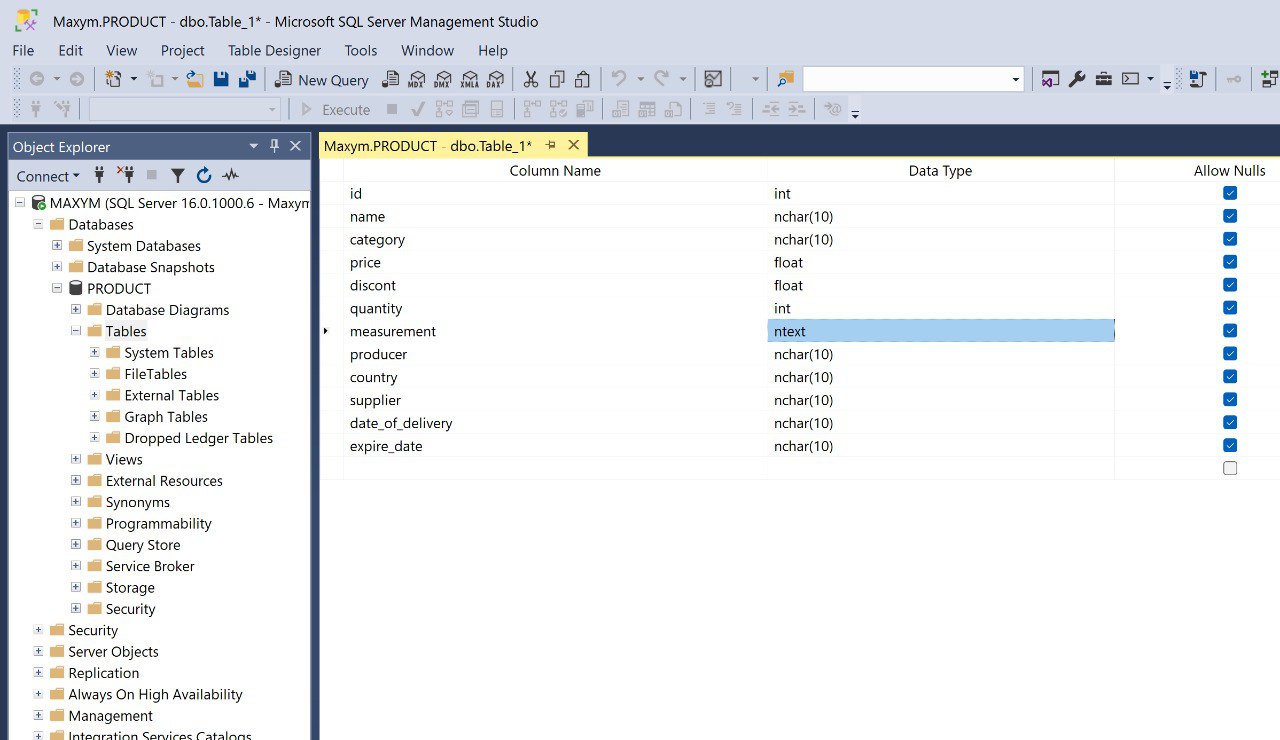 Maxym.PRODUCT - dbo.Table_1* - Microsoft SQL Server Management Studio
File Edit View Project Table Designer Tools Window Help
New Query MDX DMX XMLA DAX
Execute
Object Explorer
Connect
MAXYM (SQL Server 16.0.1000.6 - Maxym
Databases
System Databases
Database Snapshots
PRODUCT
Database Diagrams
Tables
System Tables
FileTables
External Tables
Graph Tables
Dropped Ledger Tables
Views
External Resources
Synonyms
Programmability
Query Store
Service Broker
Storage
Security
Security
Server Objects
Replication
Always On High Availability
Management
Integration Services Catalogs
Maxym.PRODUCT - dbo.Table_1*
Column Name Data Type Allow Nulls
id int
name nchar(10)
category nchar(10)
price float
discont float
quantity int
measurement ntext
producer nchar(10)
country nchar(10)
supplier nchar(10)
date_of_delivery nchar(10)
expire_date nchar(10)